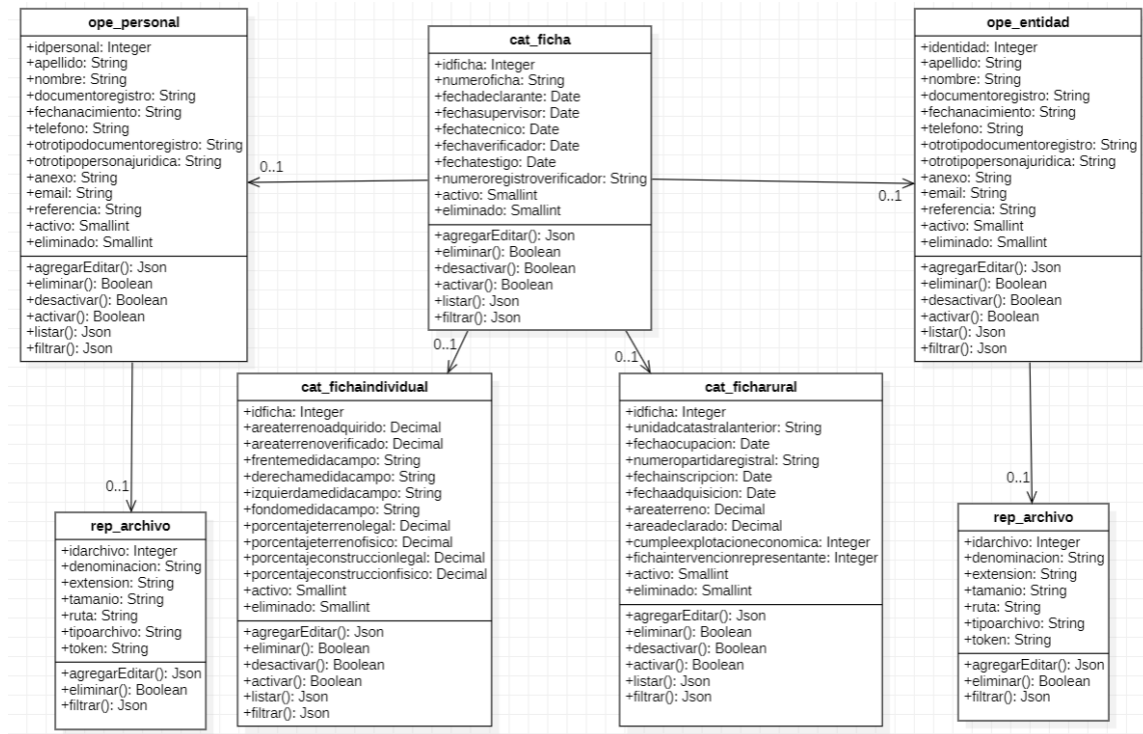 ope_personal
+idpersonal: Integer
+apellido: String
+nombre: String
+documentoregistro: String
+fechanacimiento: String
+telefono: String
+otrotipodocumentoregistro: String
+otrotipopersonajuridica: String
+anexo: String
+email: String
+referencia: String
+activo: Smallint
+eliminado: Smallint
+agregarEditar(): Json
+eliminar(): Boolean
+desactivar(): Boolean
+activar(): Boolean
+listar(): Json
+filtrar(): Json
0..1
cat_ficha
+idficha: Integer
+numeroficha: String
+fechadeclarante: Date
+fechasupervisor: Date
+fechatecnico: Date
+fechaverificador: Date
+fechatestigo: Date
+numeroregistroverificador: String
+activo: Smallint
+eliminado: Smallint
+agregarEditar(): Json
+eliminar(): Boolean
+desactivar(): Boolean
+activar(): Boolean
+listar(): Json
+filtrar(): Json
0..1
ope_entidad
+identidad: Integer
+apellido: String
+nombre: String
+documentoregistro: String
+fechanacimiento: String
+telefono: String
+otrotipodocumentoregistro: String
+otrotipopersonajuridica: String
+anexo: String
+email: String
+referencia: String
+activo: Smallint
+eliminado: Smallint
+agregarEditar(): Json
+eliminar(): Boolean
+desactivar(): Boolean
+activar(): Boolean
+listar(): Json
+filtrar(): Json
0..1
0..1
0..1
rep_archivo
+idarchivo: Integer
+denominacion: String
+extension: String
+tamanio: String
+ruta: String
+tipoarchivo: String
+token: String
+agregarEditar(): Json
+eliminar(): Boolean
+filtrar(): Json
cat_fichaindividual
+idficha: Integer
+areaterrenoadquirido: Decimal
+areaterrenoverificado: Decimal
+frentemedidacampo: String
+derechamedidacampo: String
+izquierdamedidacampo: String
+fondomedidacampo: String
+porcentajeterrenolegal: Decimal
+porcentajeterrenofisico: Decimal
+porcentajeconstruccionlegal: Decimal
+porcentajeconstruccionfisico: Decimal
+activo: Smallint
+eliminado: Smallint
+agregarEditar(): Json
+eliminar(): Boolean
+desactivar(): Boolean
+activar(): Boolean
+listar(): Json
+filtrar(): Json
cat_ficharural
+idficha: Integer
+unidadcatastralanterior: String
+fechaocupacion: Date
+numeropartidaregistral: String
+fechainscripcion: Date
+fechaadquisicion: Date
+areaterreno: Decimal
+areadeclarado: Decimal
+cumpleexplotacioneconomica: Integer
+fichaintervencionrepresentante: Integer
+activo: Smallint
+eliminado: Smallint
+agregarEditar(): Json
+eliminar(): Boolean
+desactivar(): Boolean
+activar(): Boolean
+listar(): Json
+filtrar(): Json
0..1
rep_archivo
+idarchivo: Integer
+denominacion: String
+extension: String
+tamanio: String
+ruta: String
+tipoarchivo: String
+token: String
+agregarEditar(): Json
+eliminar(): Boolean
+filtrar(): Json